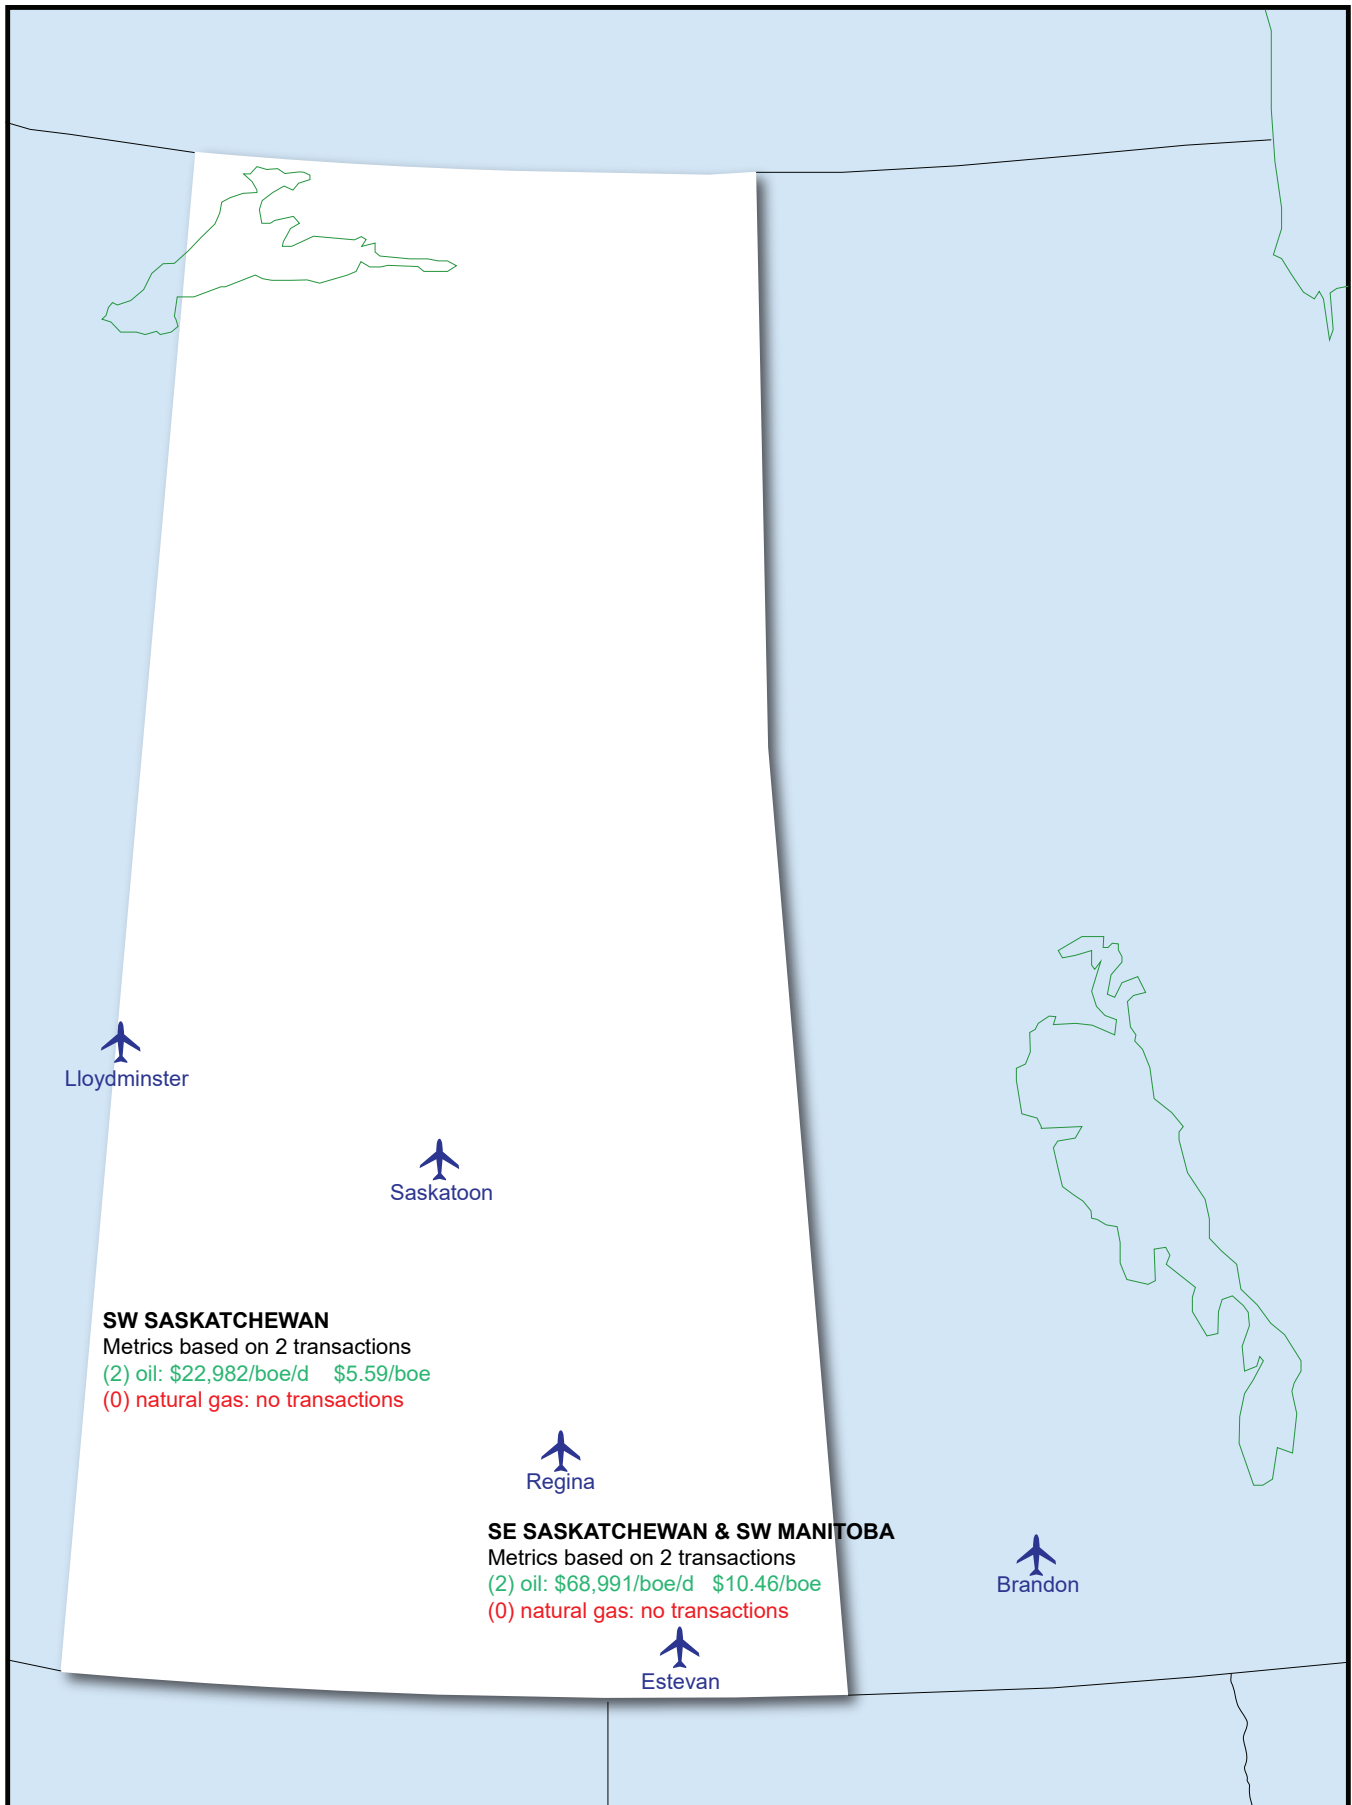 Lloydminster
Saskatoon
SW SASKATCHEWAN
Metrics based on 2 transactions
(2) oil: $22,982/boe/d $5.59/boe
(0) natural gas: no transactions
Regina
SE SASKATCHEWAN & SW MANITOBA
Metrics based on 2 transactions
(2) oil: $68,991/boe/d $10.46/boe
(0) natural gas: no transactions
Brandon
Estevan